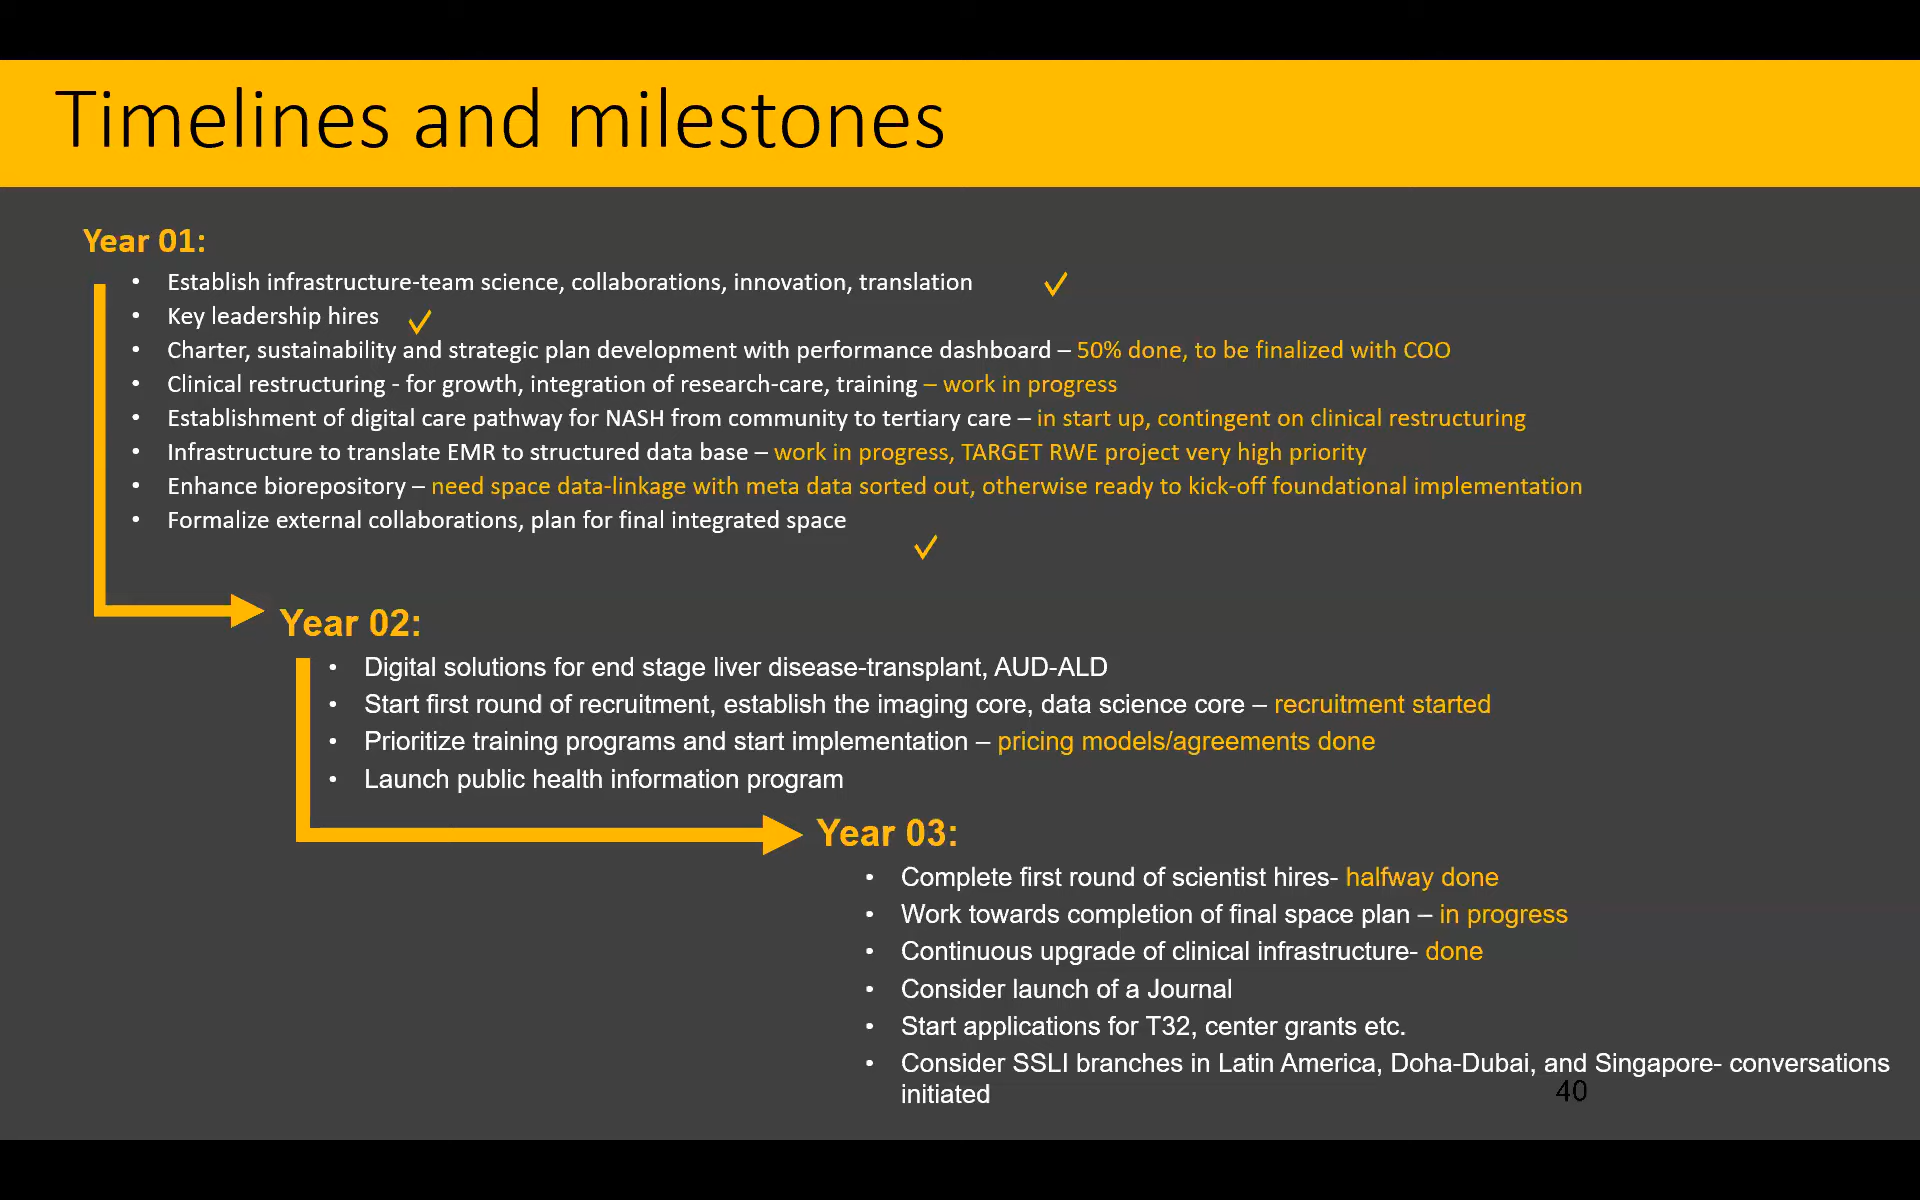 Timelines and milestones
Year 01:
• Establish infrastructure-team science, collaborations, innovation, translation ✓
• Key leadership hires ✓
• Charter, sustainability and strategic plan development with performance dashboard – 50% done, to be finalized with COO
• Clinical restructuring - for growth, integration of research-care, training – work in progress
• Establishment of digital care pathway for NASH from community to tertiary care – in start up, contingent on clinical restructuring
• Infrastructure to translate EMR to structured data base – work in progress, TARGET RWE project very high priority
• Enhance biorepository – need space data-linkage with meta data sorted out, otherwise ready to kick-off foundational implementation
• Formalize external collaborations, plan for final integrated space
✓
Year 02:
• Digital solutions for end stage liver disease-transplant, AUD-ALD
• Start first round of recruitment, establish the imaging core, data science core – recruitment started
• Prioritize training programs and start implementation – pricing models/agreements done
• Launch public health information program
Year 03:
• Complete first round of scientist hires- halfway done
• Work towards completion of final space plan – in progress
• Continuous upgrade of clinical infrastructure- done
• Consider launch of a Journal
• Start applications for T32, center grants etc.
• Consider SSLI branches in Latin America, Doha-Dubai, and Singapore- conversations
initiated
40